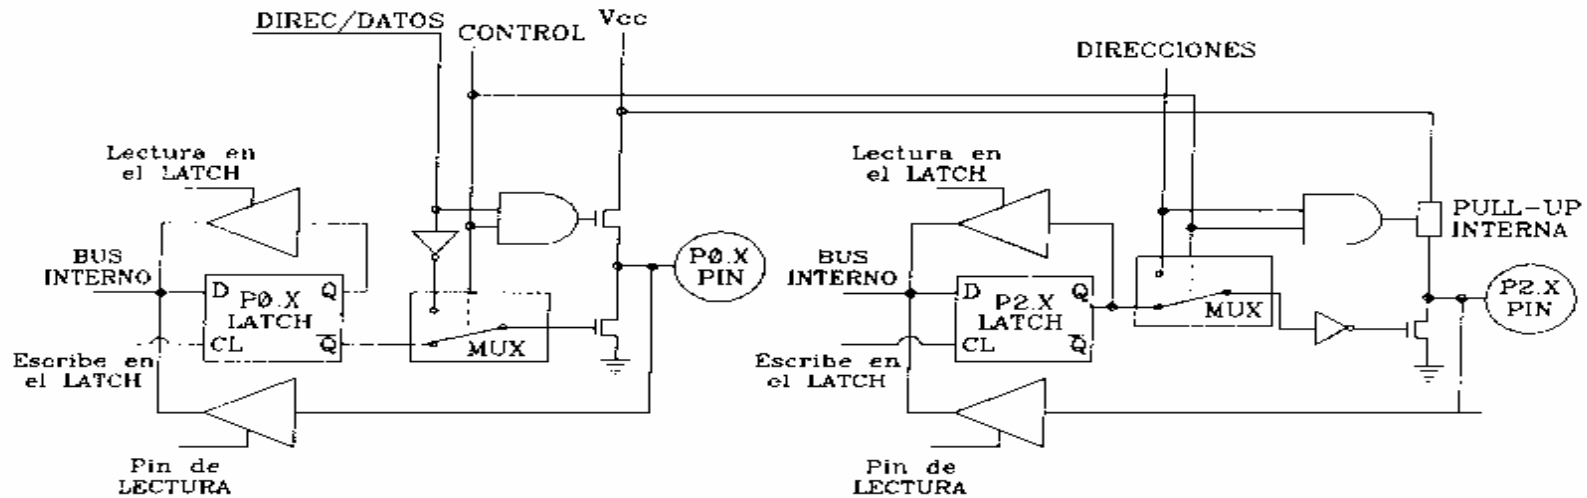 DIREC/DATOS
CONTROL
Vcc
DIRECCIONES
Lectura en
el LATCH
BUS
INTERNO
D
P0.X
LATCH
Q
CL
Q
Escribe en
el LATCH
MUX
P0.X
PIN
Pin de
LECTURA
Lectura en
el LATCH
BUS
INTERNO
D
P2.X
LATCH
Q
CL
Q
Escribe en
el LATCH
MUX
PULL-UP
INTERNA
P2.X
PIN
Pin de
LECTURA